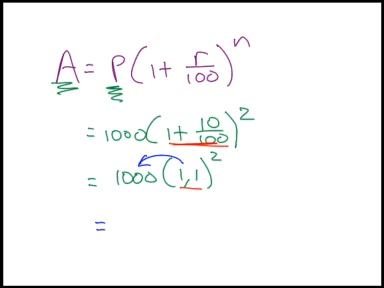 A = P(1 + r/100)^n
= 1000(1 + 10/100)^2
= 1000(1,1)^2
=